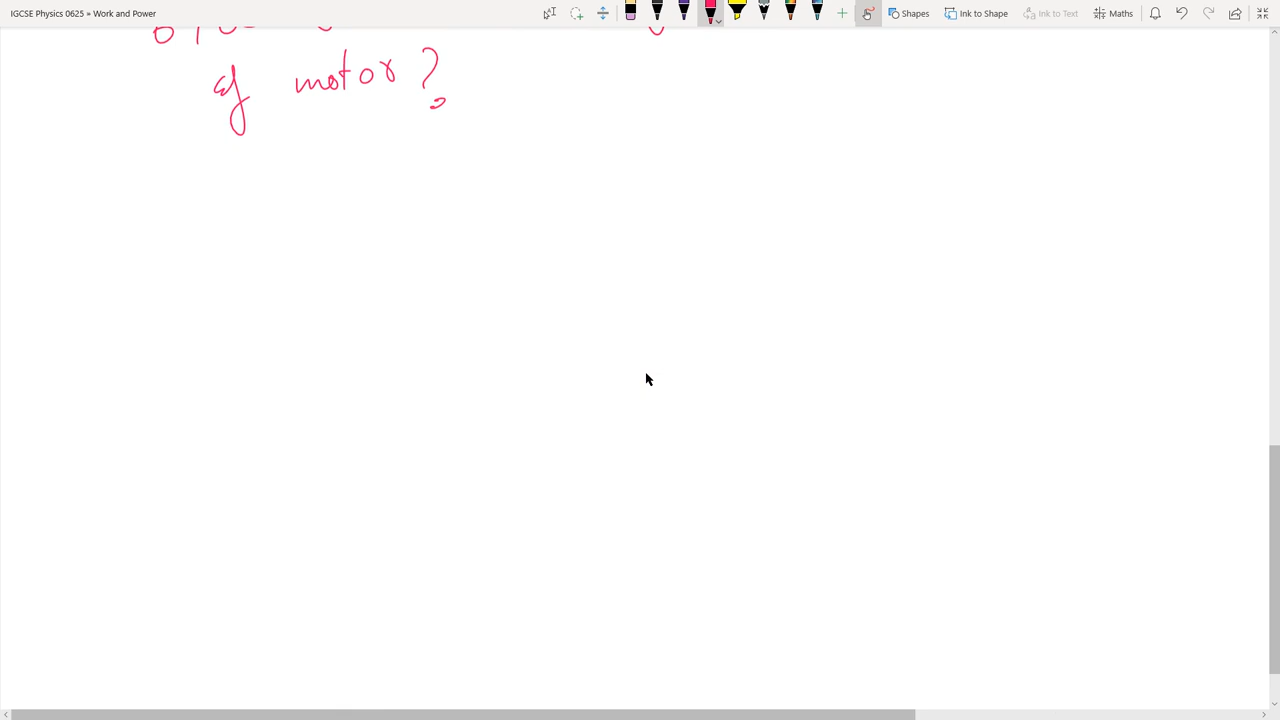 IGCSE Physics 0625 » Work and Power
Shapes
Ink to Shape
Ink to Text
Maths
of motor?